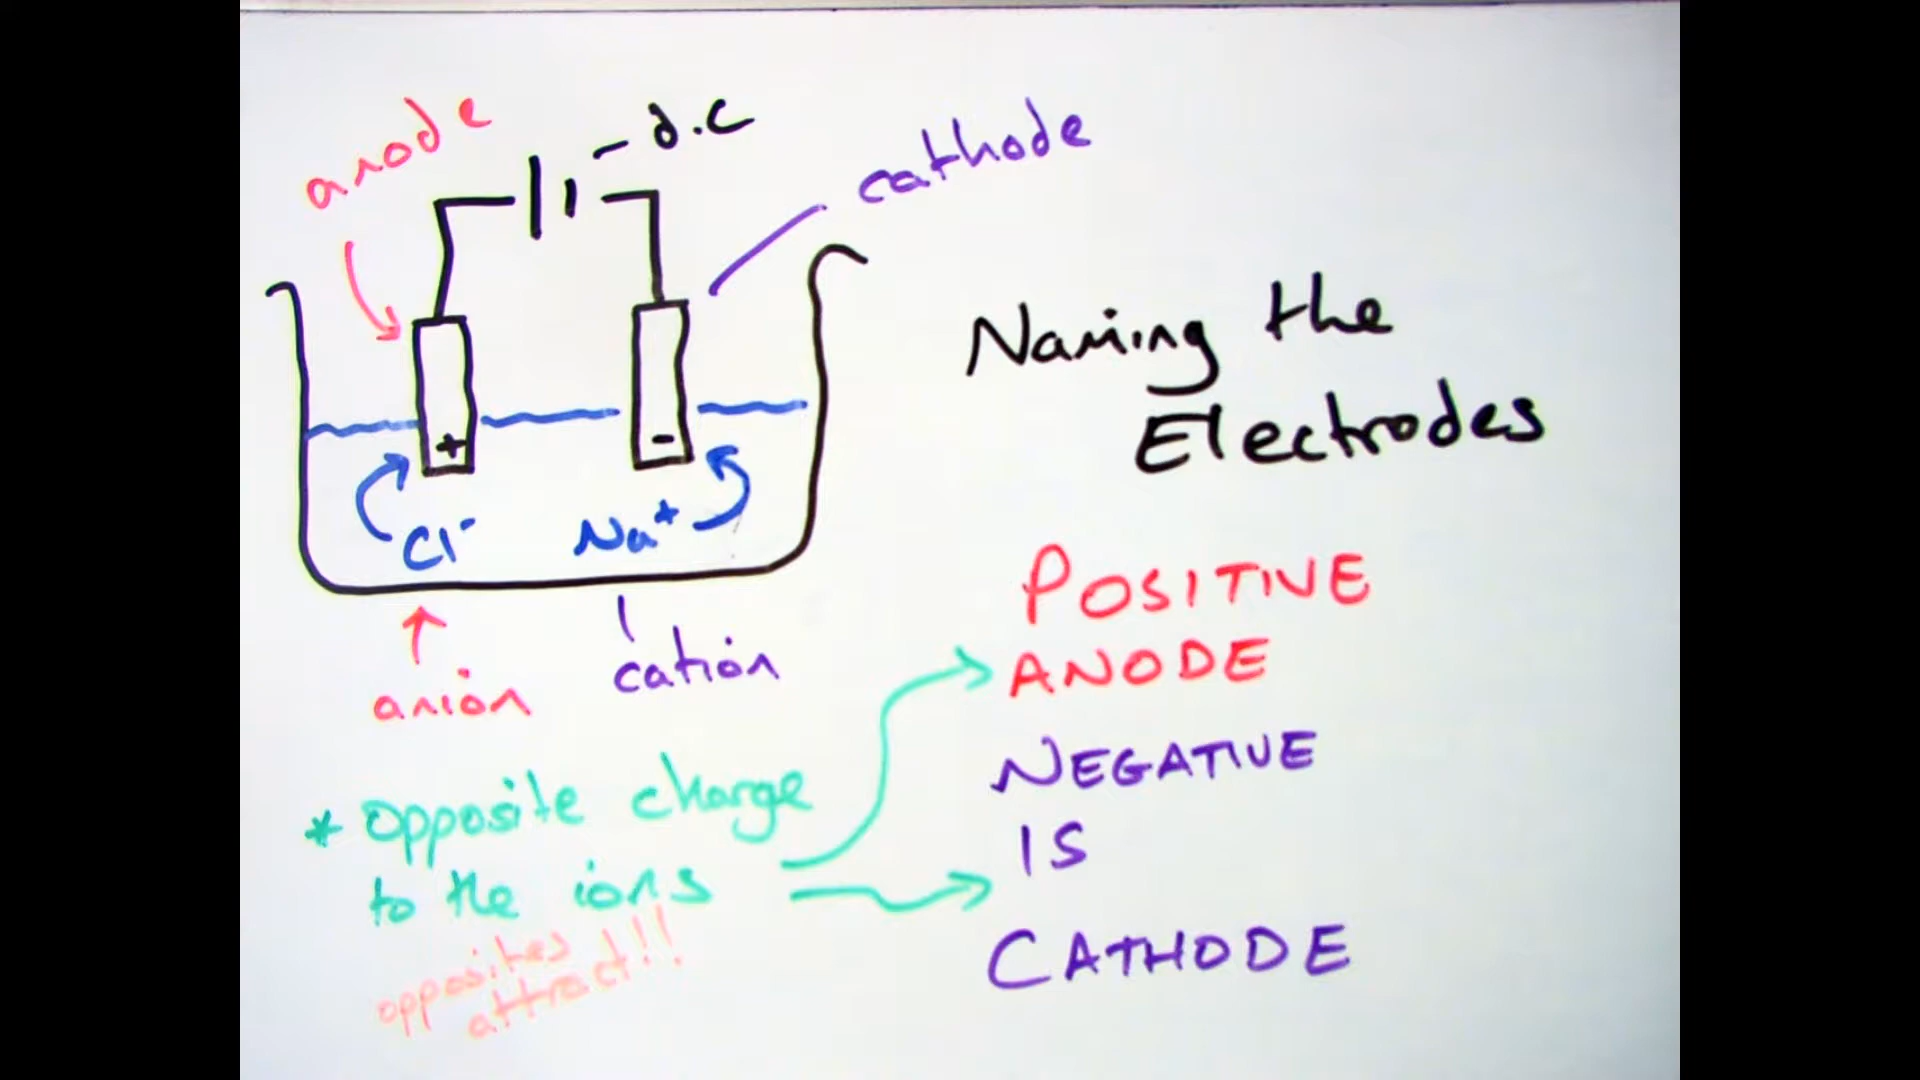 anode
- d.c
cathode
+
-
Cl⁻
Na⁺
anion
cation
Naming the
Electrodes
POSITIVE
ANODE
NEGATIVE
IS
CATHODE
* Opposite charge
to the ions
opposites
attract!!